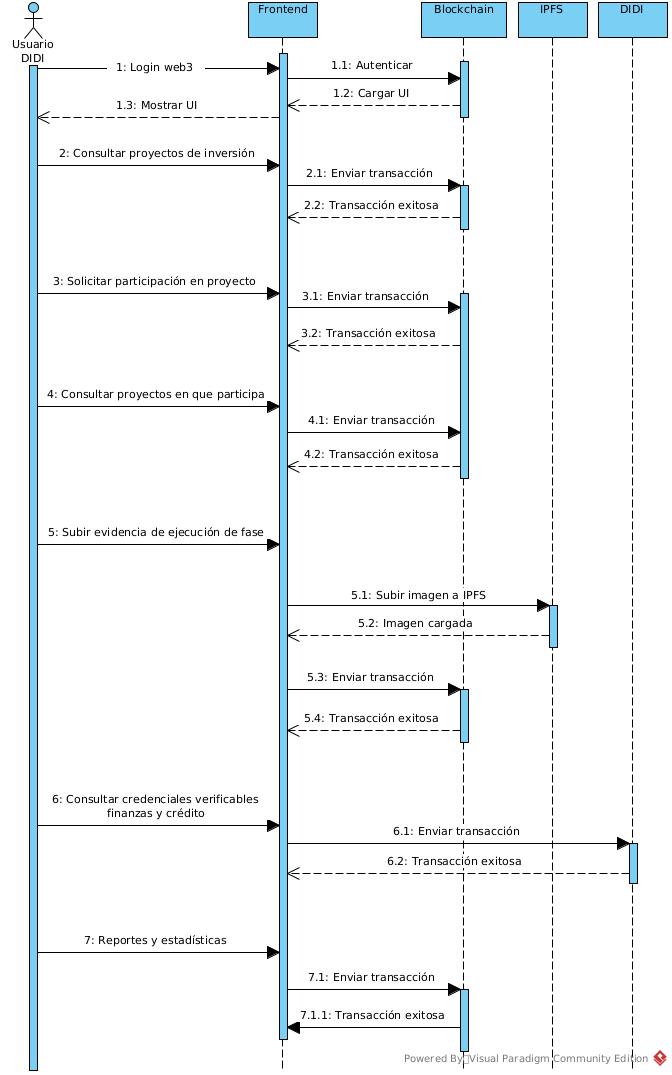 Frontend
Blockchain
IPFS
DIDI
Usuario
DIDI
1: Login web3
1.1: Autenticar
1.2: Cargar UI
1.3: Mostrar UI
2: Consultar proyectos de inversión
2.1: Enviar transacción
2.2: Transacción exitosa
3: Solicitar participación en proyecto
3.1: Enviar transacción
3.2: Transacción exitosa
4: Consultar proyectos en que participa
4.1: Enviar transacción
4.2: Transacción exitosa
5: Subir evidencia de ejecución de fase
5.1: Subir imagen a IPFS
5.2: Imagen cargada
5.3: Enviar transacción
5.4: Transacción exitosa
6: Consultar credenciales verificables
finanzas y crédito
6.1: Enviar transacción
6.2: Transacción exitosa
7: Reportes y estadísticas
7.1: Enviar transacción
7.1.1: Transacción exitosa
Powered By Visual Paradigm Community Edition